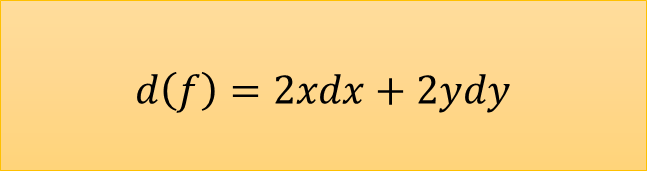 d(f) = 2xdx + 2ydy